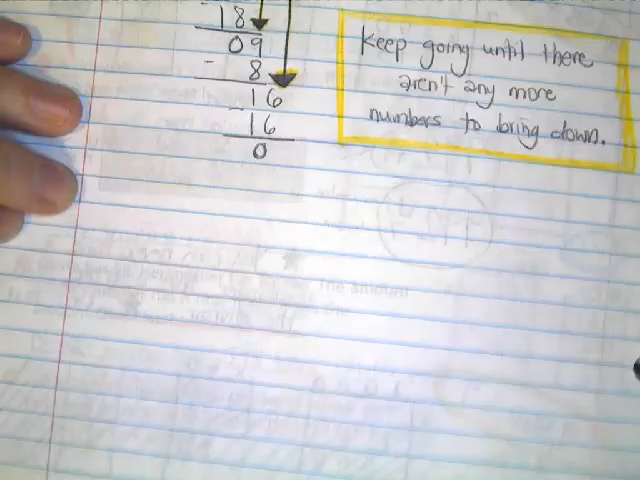 - 18
09
- 8
16
- 16
0
Keep going until there
aren't any more
numbers to bring down.